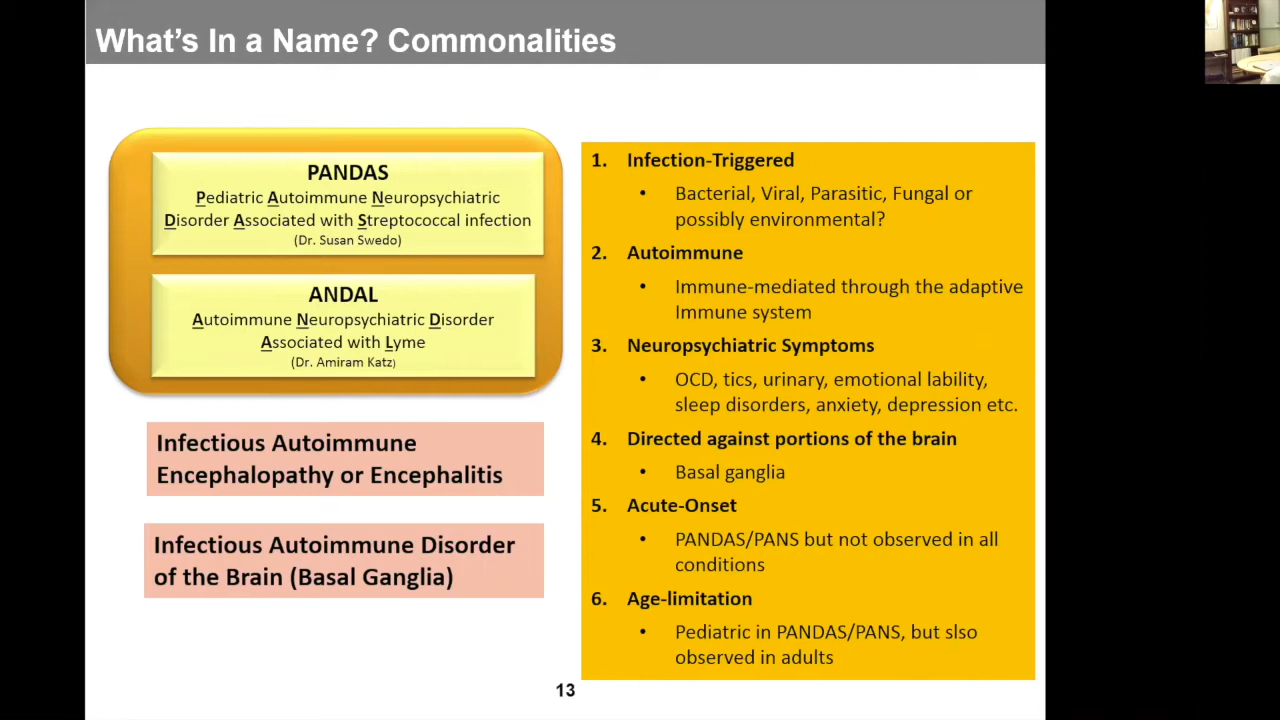 What's In a Name? Commonalities
PANDAS
Pediatric Autoimmune Neuropsychiatric
Disorder Associated with Streptococcal infection
(Dr. Susan Swedo)
ANDAL
Autoimmune Neuropsychiatric Disorder
Associated with Lyme
(Dr. Amiram Katz)
Infectious Autoimmune
Encephalopathy or Encephalitis
Infectious Autoimmune Disorder
of the Brain (Basal Ganglia)
1. Infection-Triggered
• Bacterial, Viral, Parasitic, Fungal or
possibly environmental?
2. Autoimmune
• Immune-mediated through the adaptive
Immune system
3. Neuropsychiatric Symptoms
• OCD, tics, urinary, emotional lability,
sleep disorders, anxiety, depression etc.
4. Directed against portions of the brain
• Basal ganglia
5. Acute-Onset
• PANDAS/PANS but not observed in all
conditions
6. Age-limitation
• Pediatric in PANDAS/PANS, but slso
observed in adults
13